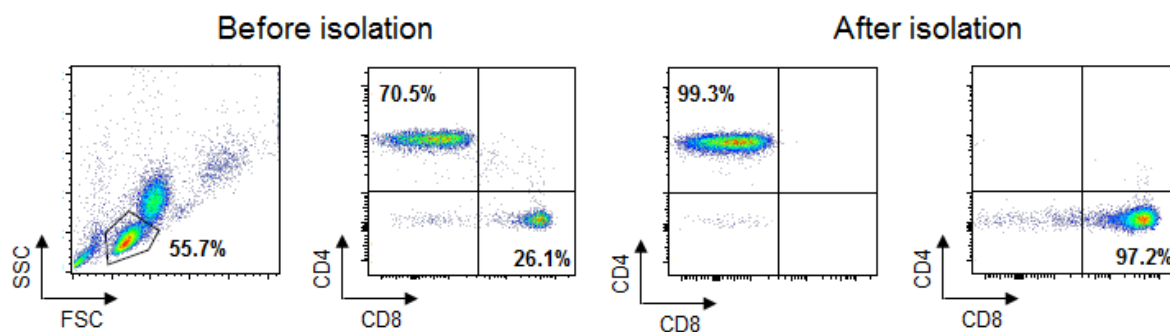 Before isolation
After isolation
SSC
55.7%
FSC
CD4
70.5%
26.1%
CD8
CD4
99.3%
CD8
CD4
97.2%
CD8